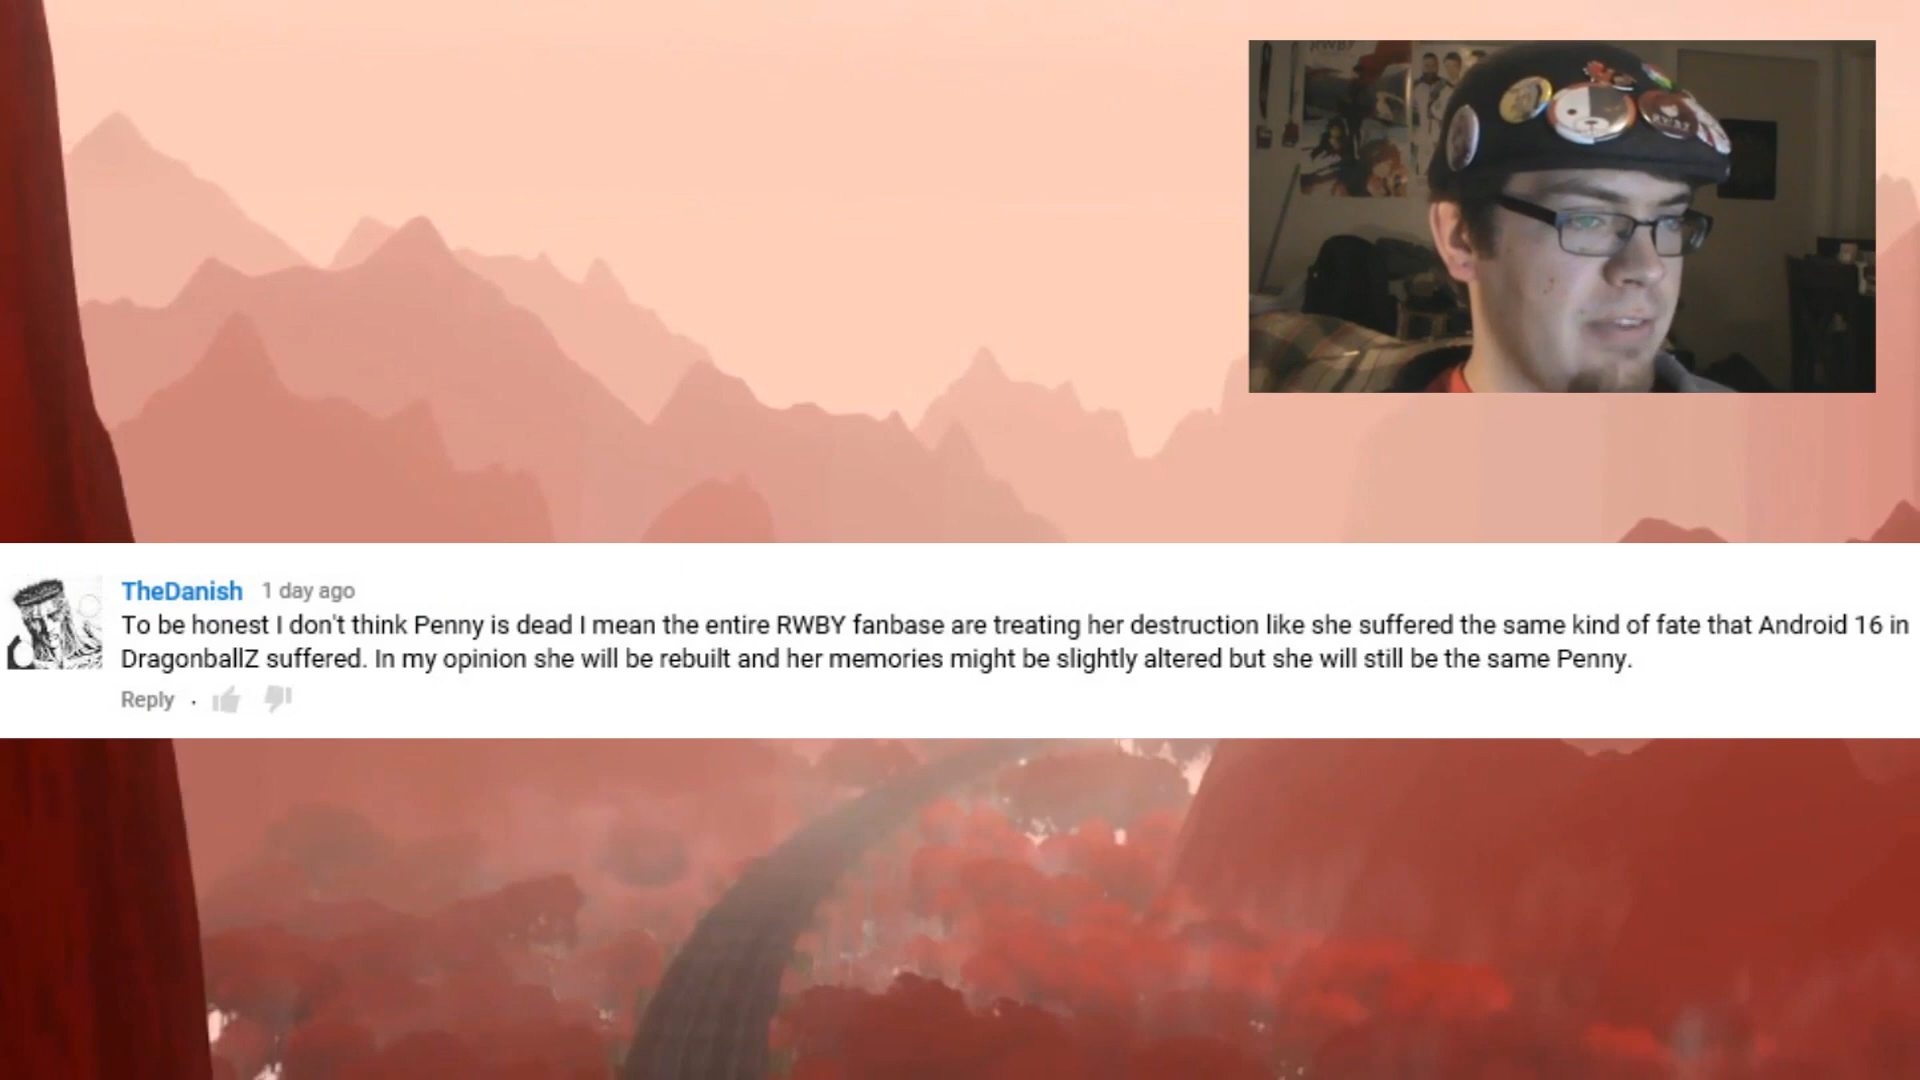 RWBY
RWBY
TheDanish 1 day ago
To be honest I don't think Penny is dead I mean the entire RWBY fanbase are treating her destruction like she suffered the same kind of fate that Android 16 in
DragonballZ suffered. In my opinion she will be rebuilt and her memories might be slightly altered but she will still be the same Penny.
Reply .